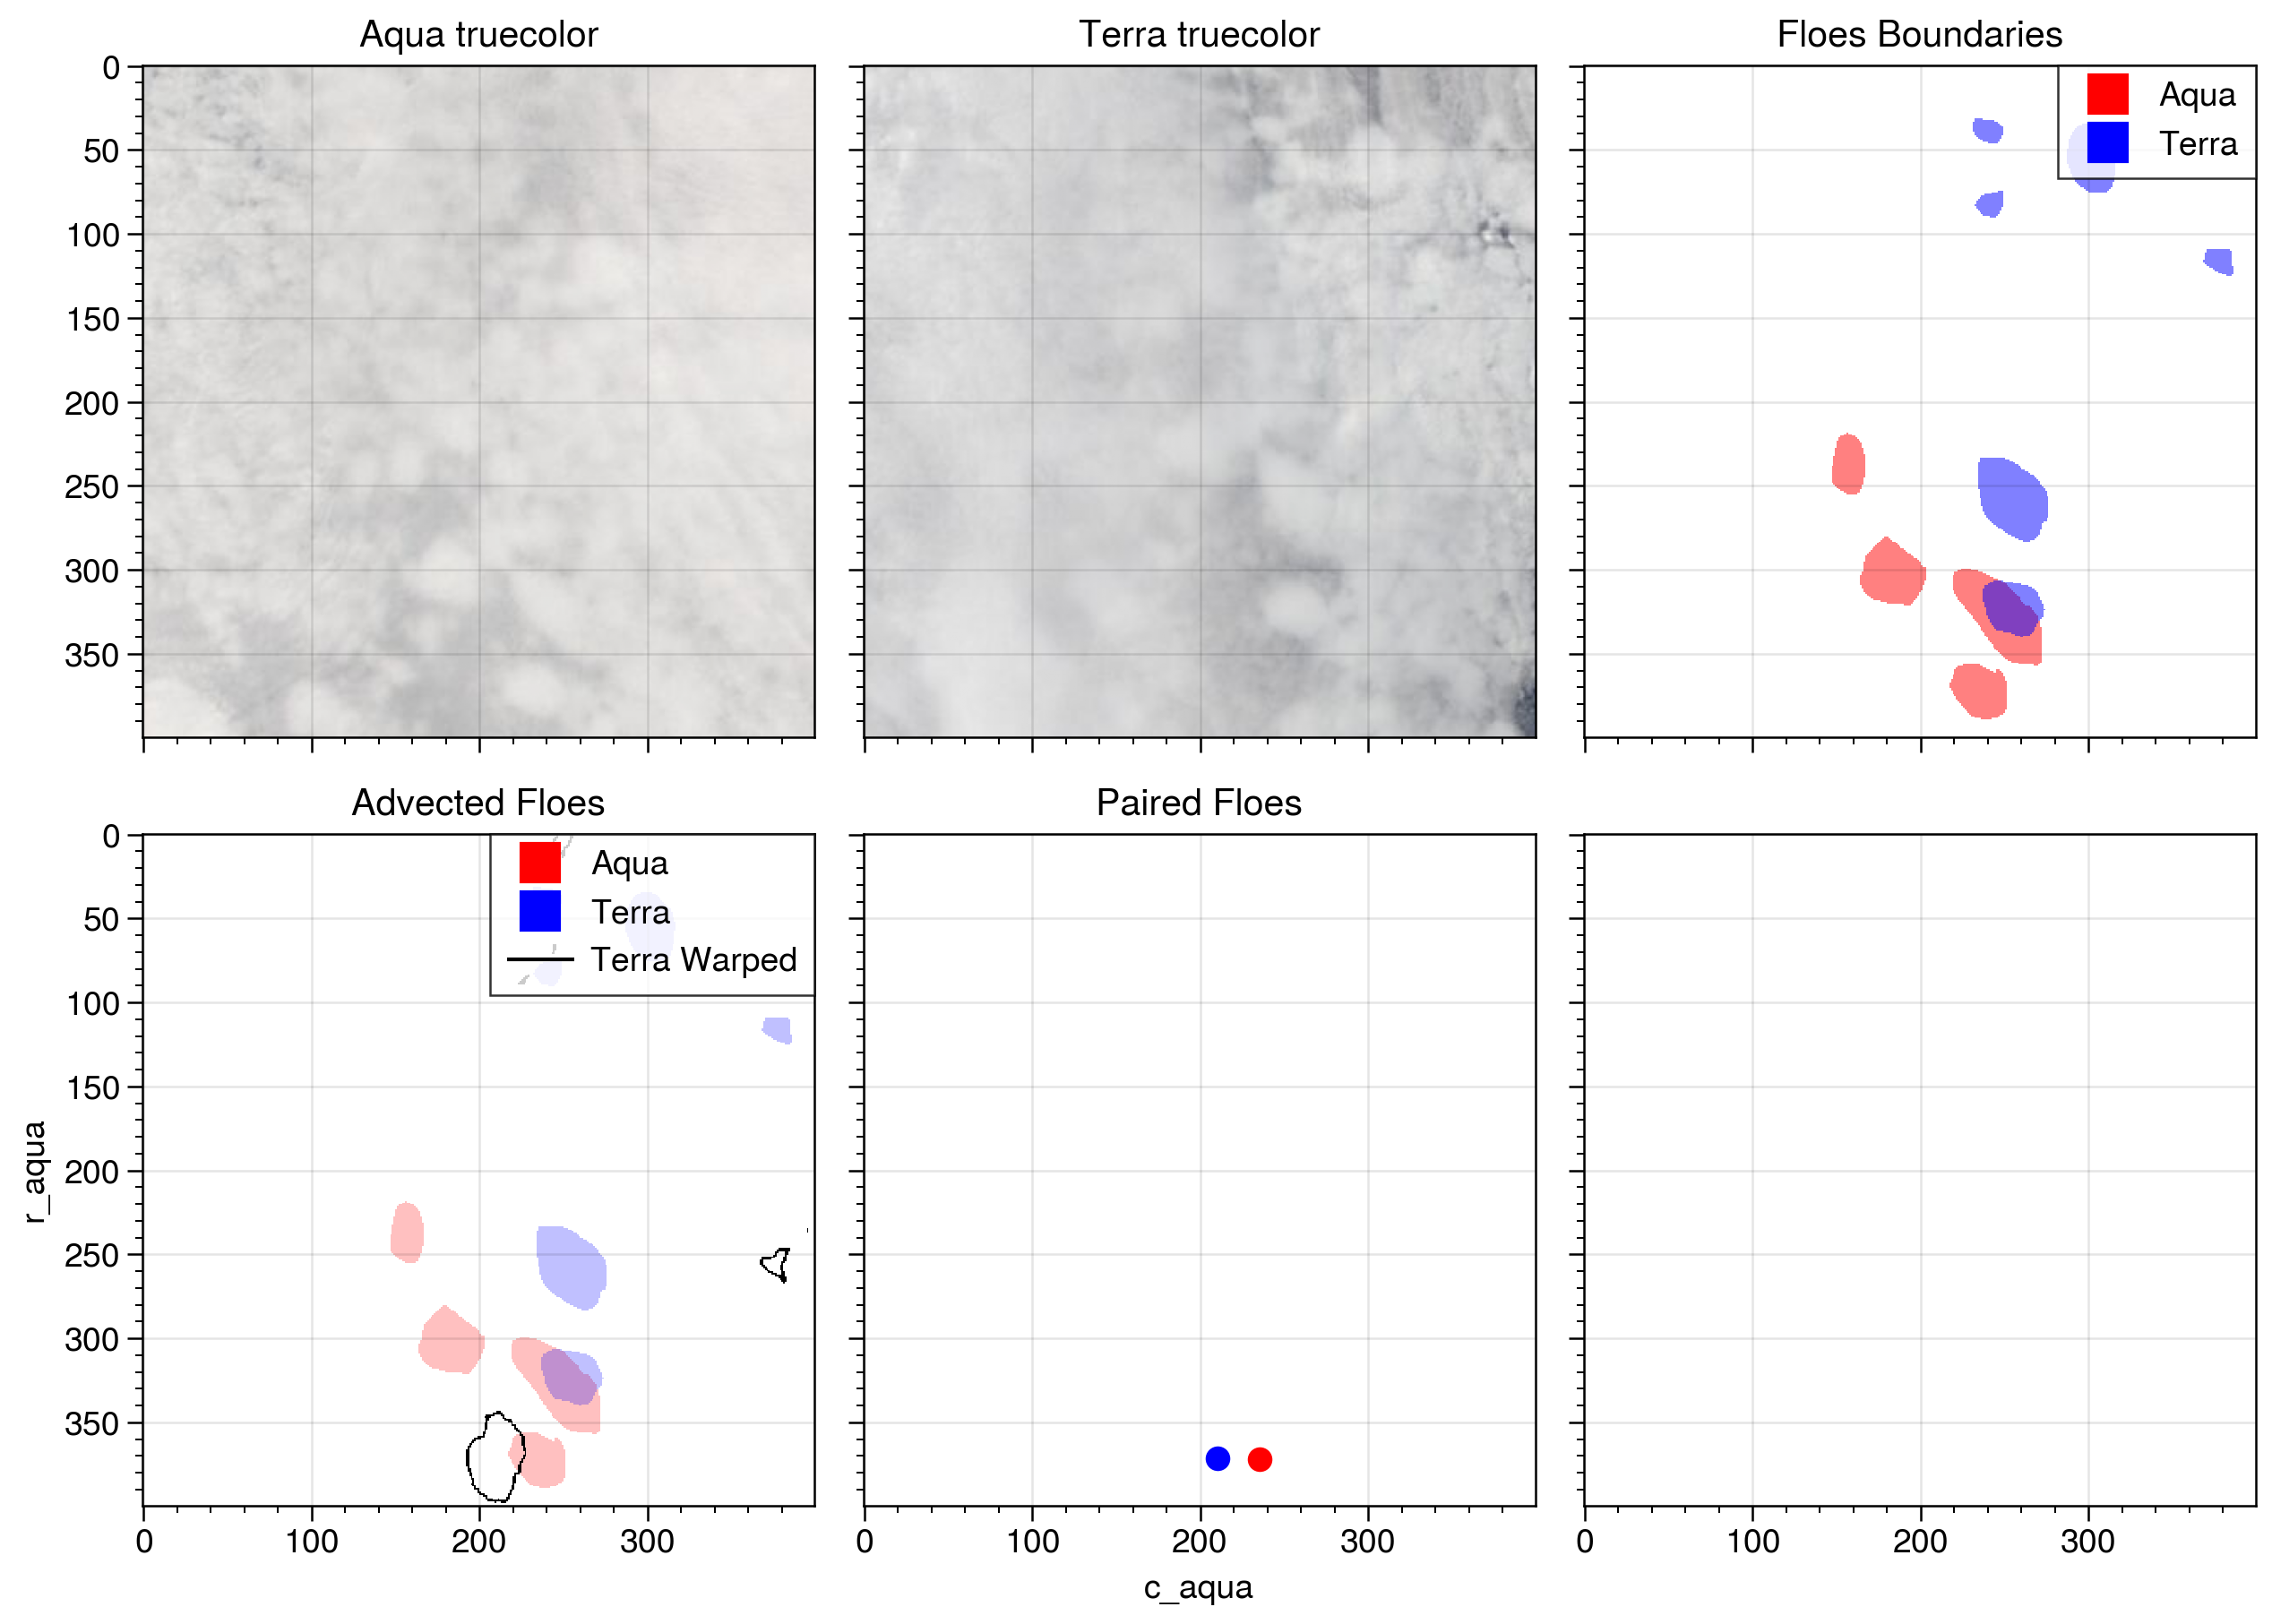 Aqua truecolor
Terra truecolor
Floes Boundaries
0
50
100
150
200
250
300
350
Aqua
Terra
Advected Floes
Paired Floes
0
50
100
150
200
250
300
350
r_aqua
Aqua
Terra
Terra Warped
0 100 200 300
0 100 200 300
0 100 200 300
c_aqua